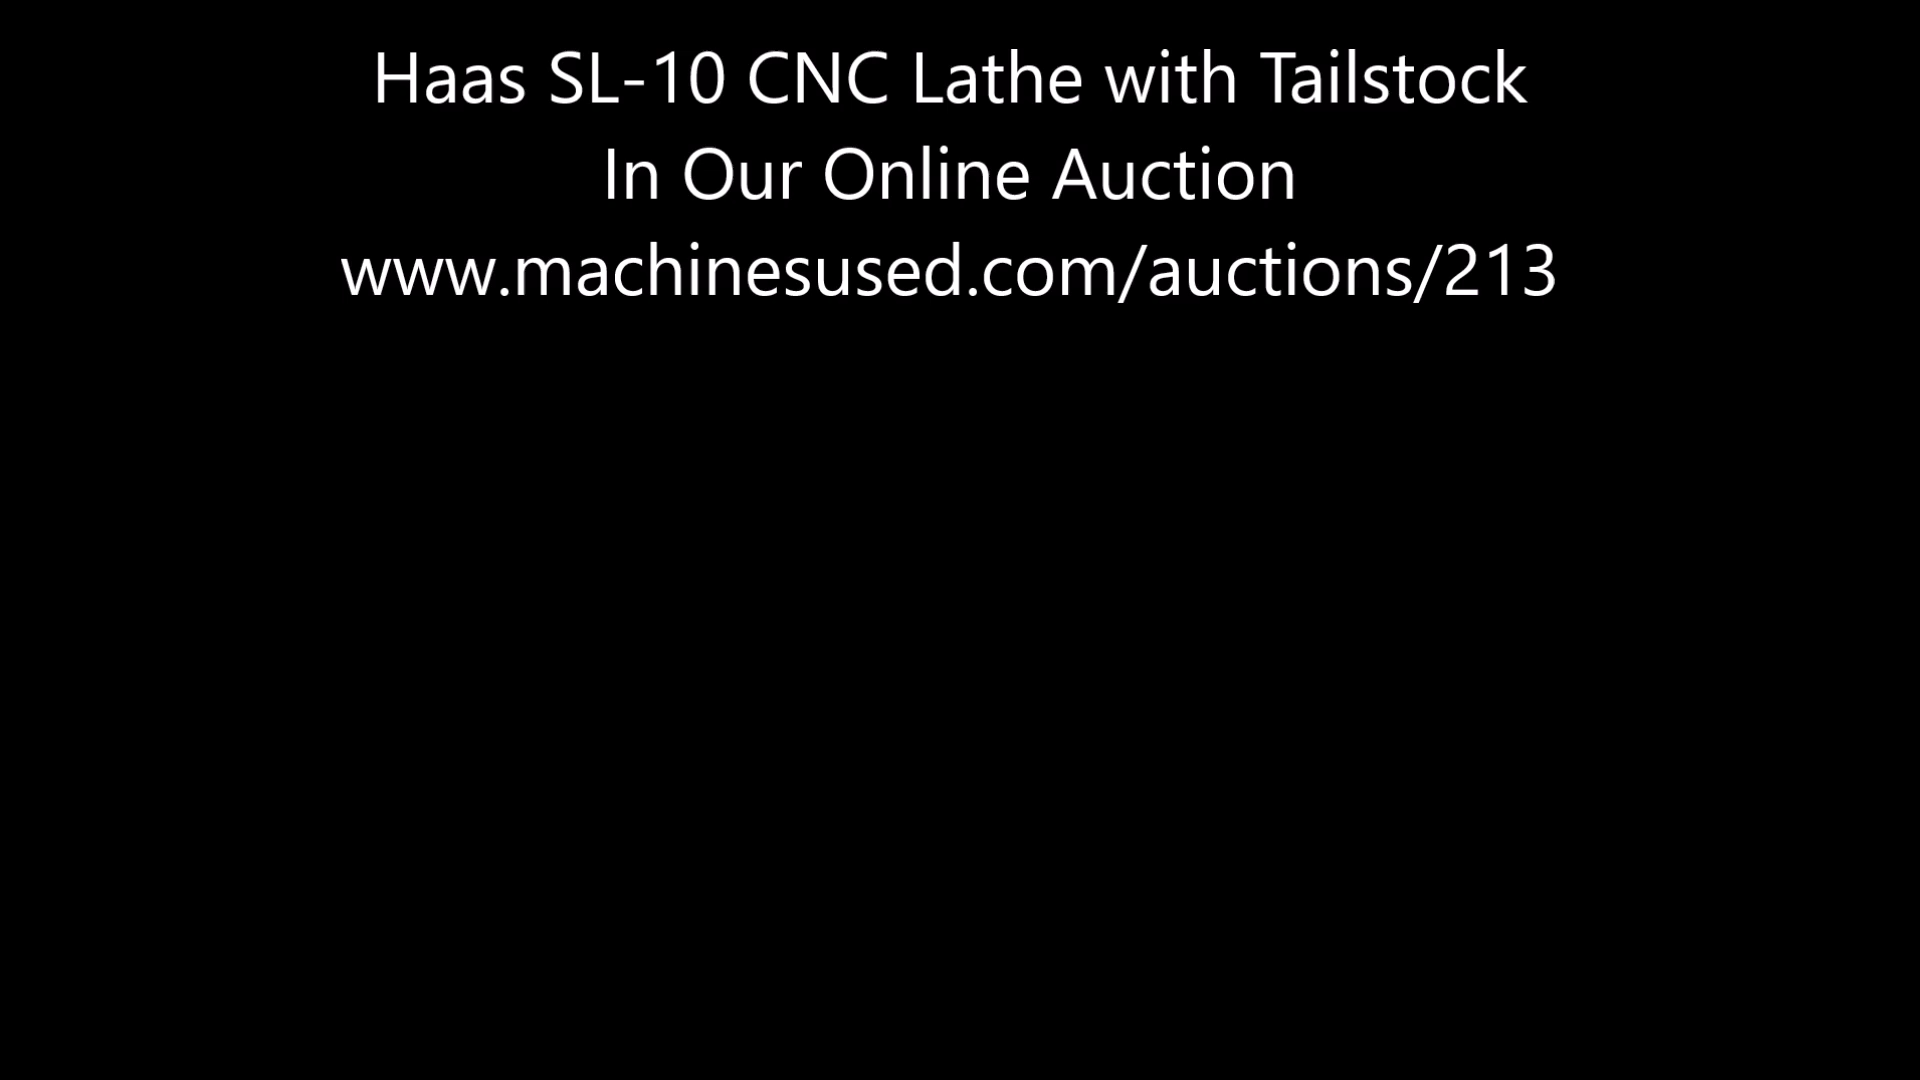 Haas SL-10 CNC Lathe with Tailstock
In Our Online Auction
www.machinesused.com/auctions/213